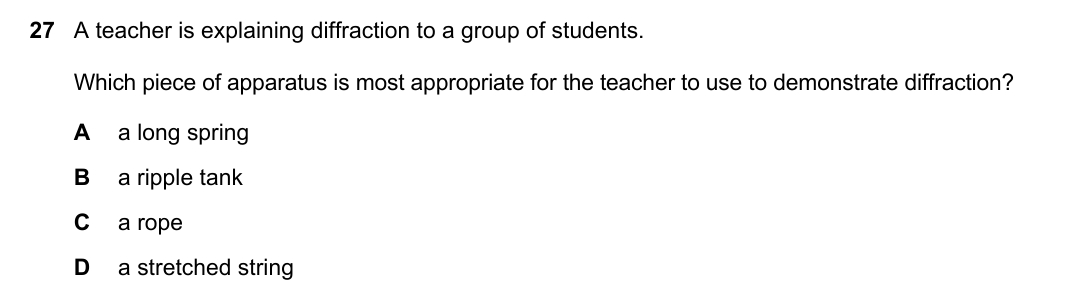 27 A teacher is explaining diffraction to a group of students.
Which piece of apparatus is most appropriate for the teacher to use to demonstrate diffraction?
A a long spring
B a ripple tank
C a rope
D a stretched string